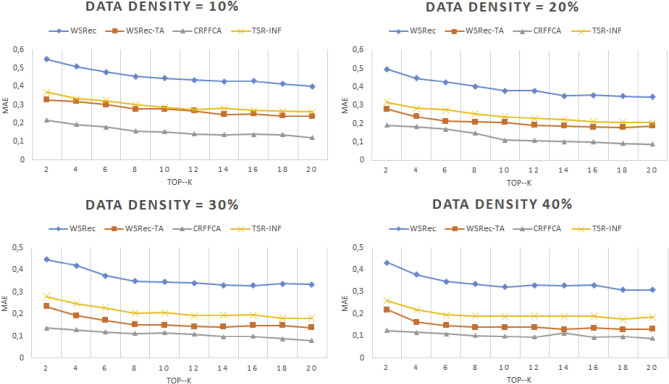 DATA DENSITY = 10%
WSRec WSRec-TA CRFFCA TSR-INF
0,6
0,5
0,4
0,3
0,2
0,1
0
MAE
2 4 6 8 10 12 14 16 18 20
TOP--K
DATA DENSITY = 20%
WSRec WSRec-TA CRFFCA TSR-INF
0,6
0,5
0,4
0,3
0,2
0,1
0
MAE
2 4 6 8 10 12 14 16 18 20
TOP--K
DATA DENSITY = 30%
WSRec WSRec-TA CRFFCA TSR-INF
0,5
0,4
0,3
0,2
0,1
0
MAE
2 4 6 8 10 12 14 16 18 20
TOP--K
DATA DENSITY 40%
WSRec WSRec-TA CRFFCA TSR-INF
0,5
0,4
0,3
0,2
0,1
0
MAE
2 4 6 8 10 12 14 16 18 20
TOP--K